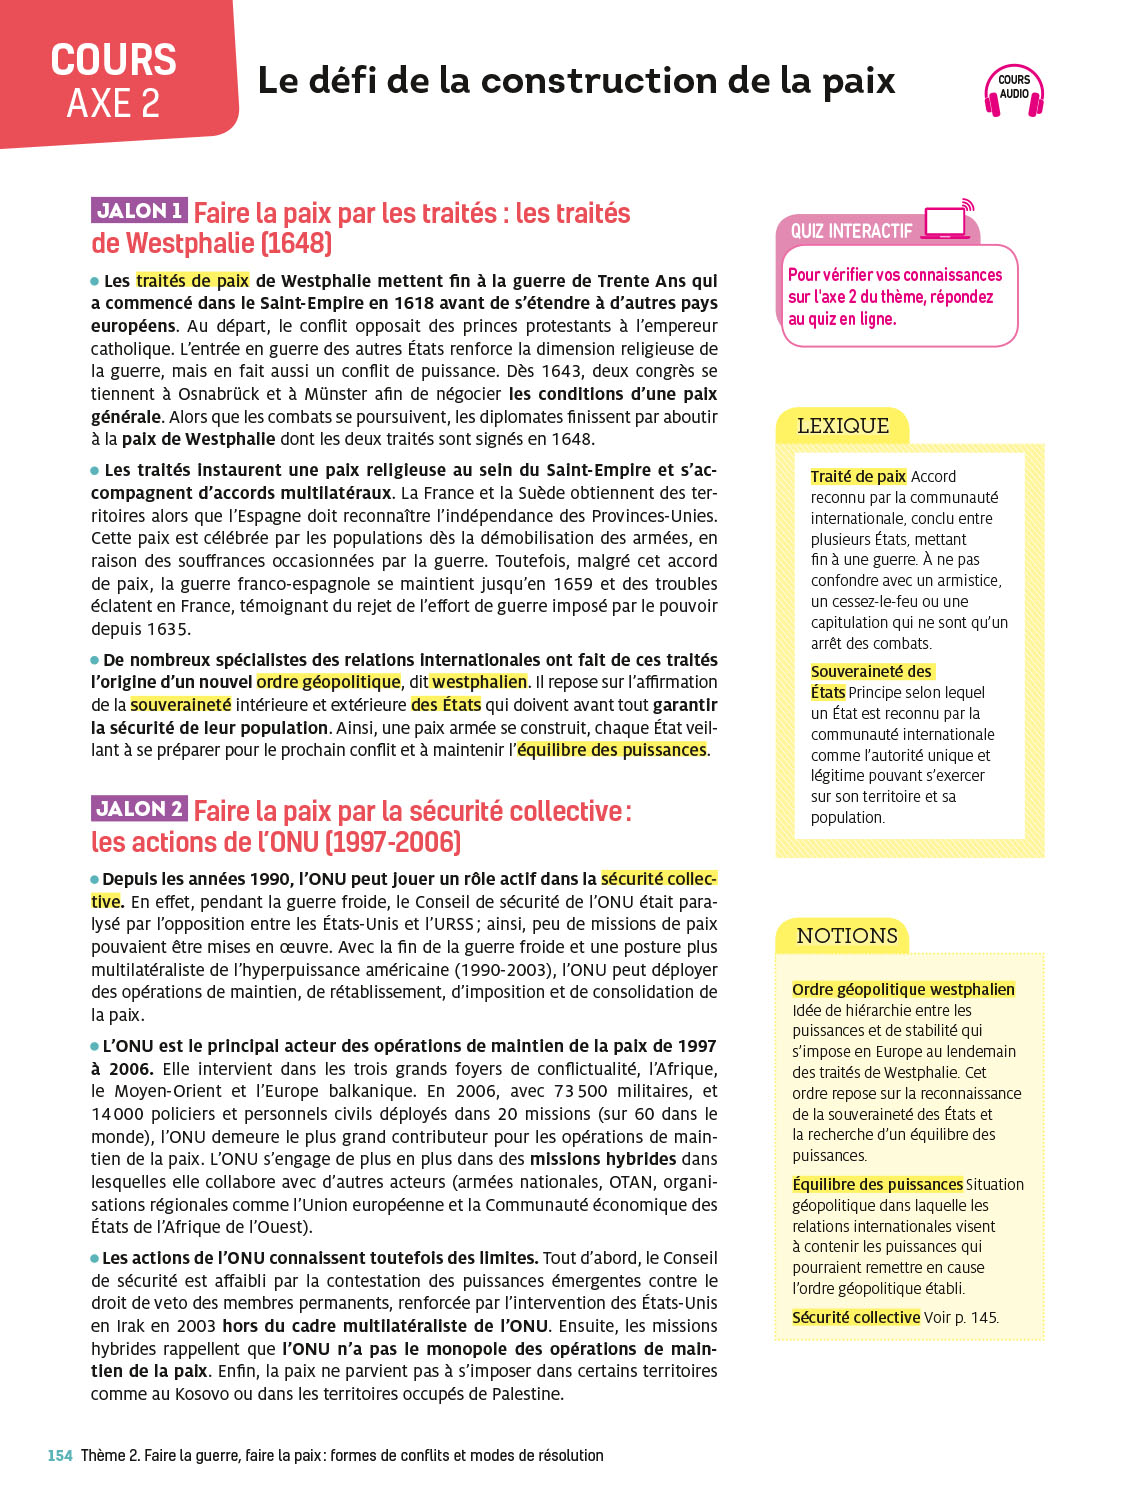 COURS
AXE 2
Le défi de la construction de la paix
COURS
AUDIO
JALON 1 Faire la paix par les traités : les traités
de Westphalie (1648)
• Les traités de paix de Westphalie mettent fin à la guerre de Trente Ans qui
a commencé dans le Saint-Empire en 1618 avant de s’étendre à d’autres pays
européens. Au départ, le conflit opposait des princes protestants à l’empereur
catholique. L’entrée en guerre des autres États renforce la dimension religieuse de
la guerre, mais en fait aussi un conflit de puissance. Dès 1643, deux congrès se
tiennent à Osnabrück et à Münster afin de négocier les conditions d’une paix
générale. Alors que les combats se poursuivent, les diplomates finissent par aboutir
à la paix de Westphalie dont les deux traités sont signés en 1648.
• Les traités instaurent une paix religieuse au sein du Saint-Empire et s’ac-
compagnent d’accords multilatéraux. La France et la Suède obtiennent des ter-
ritoires alors que l’Espagne doit reconnaître l’indépendance des Provinces-Unies.
Cette paix est célébrée par les populations dès la démobilisation des armées, en
raison des souffrances occasionnées par la guerre. Toutefois, malgré cet accord
de paix, la guerre franco-espagnole se maintient jusqu’en 1659 et des troubles
éclatent en France, témoignant du rejet de l’effort de guerre imposé par le pouvoir
depuis 1635.
• De nombreux spécialistes des relations internationales ont fait de ces traités
l’origine d’un nouvel ordre géopolitique, dit westphalien. Il repose sur l’affirmation
de la souveraineté intérieure et extérieure des États qui doivent avant tout garantir
la sécurité de leur population. Ainsi, une paix armée se construit, chaque État veil-
lant à se préparer pour le prochain conflit et à maintenir l’équilibre des puissances.
JALON 2 Faire la paix par la sécurité collective :
les actions de l’ONU (1997-2006)
• Depuis les années 1990, l’ONU peut jouer un rôle actif dans la sécurité collec-
tive. En effet, pendant la guerre froide, le Conseil de sécurité de l’ONU était para-
lysé par l’opposition entre les États-Unis et l’URSS ; ainsi, peu de missions de paix
pouvaient être mises en œuvre. Avec la fin de la guerre froide et une posture plus
multilatéraliste de l’hyperpuissance américaine (1990-2003), l’ONU peut déployer
des opérations de maintien, de rétablissement, d’imposition et de consolidation de
la paix.
• L’ONU est le principal acteur des opérations de maintien de la paix de 1997
à 2006. Elle intervient dans les trois grands foyers de conflictualité, l’Afrique,
le Moyen-Orient et l’Europe balkanique. En 2006, avec 73 500 militaires, et
14 000 policiers et personnels civils déployés dans 20 missions (sur 60 dans le
monde), l’ONU demeure le plus grand contributeur pour les opérations de main-
tien de la paix. L’ONU s’engage de plus en plus dans des missions hybrides dans
lesquelles elle collabore avec d’autres acteurs (armées nationales, OTAN, organi-
sations régionales comme l’Union européenne et la Communauté économique des
États de l’Afrique de l’Ouest).
• Les actions de l’ONU connaissent toutefois des limites. Tout d’abord, le Conseil
de sécurité est affaibli par la contestation des puissances émergentes contre le
droit de veto des membres permanents, renforcée par l’intervention des États-Unis
en Irak en 2003 hors du cadre multilatéraliste de l’ONU. Ensuite, les missions
hybrides rappellent que l’ONU n’a pas le monopole des opérations de main-
tien de la paix. Enfin, la paix ne parvient pas à s’imposer dans certains territoires
comme au Kosovo ou dans les territoires occupés de Palestine.
QUIZ INTERACTIF
Pour vérifier vos connaissances
sur l'axe 2 du thème, répondez
au quiz en ligne.
LEXIQUE
Traité de paix Accord
reconnu par la communauté
internationale, conclu entre
plusieurs États, mettant
fin à une guerre. À ne pas
confondre avec un armistice,
un cessez-le-feu ou une
capitulation qui ne sont qu’un
arrêt des combats.
Souveraineté des
États Principe selon lequel
un État est reconnu par la
communauté internationale
comme l’autorité unique et
légitime pouvant s’exercer
sur son territoire et sa
population.
NOTIONS
Ordre géopolitique westphalien
Idée de hiérarchie entre les
puissances et de stabilité qui
s’impose en Europe au lendemain
des traités de Westphalie. Cet
ordre repose sur la reconnaissance
de la souveraineté des États et
la recherche d’un équilibre des
puissances.
Équilibre des puissances Situation
géopolitique dans laquelle les
relations internationales visent
à contenir les puissances qui
pourraient remettre en cause
l’ordre géopolitique établi.
Sécurité collective Voir p. 145.
154 Thème 2. Faire la guerre, faire la paix : formes de conflits et modes de résolution